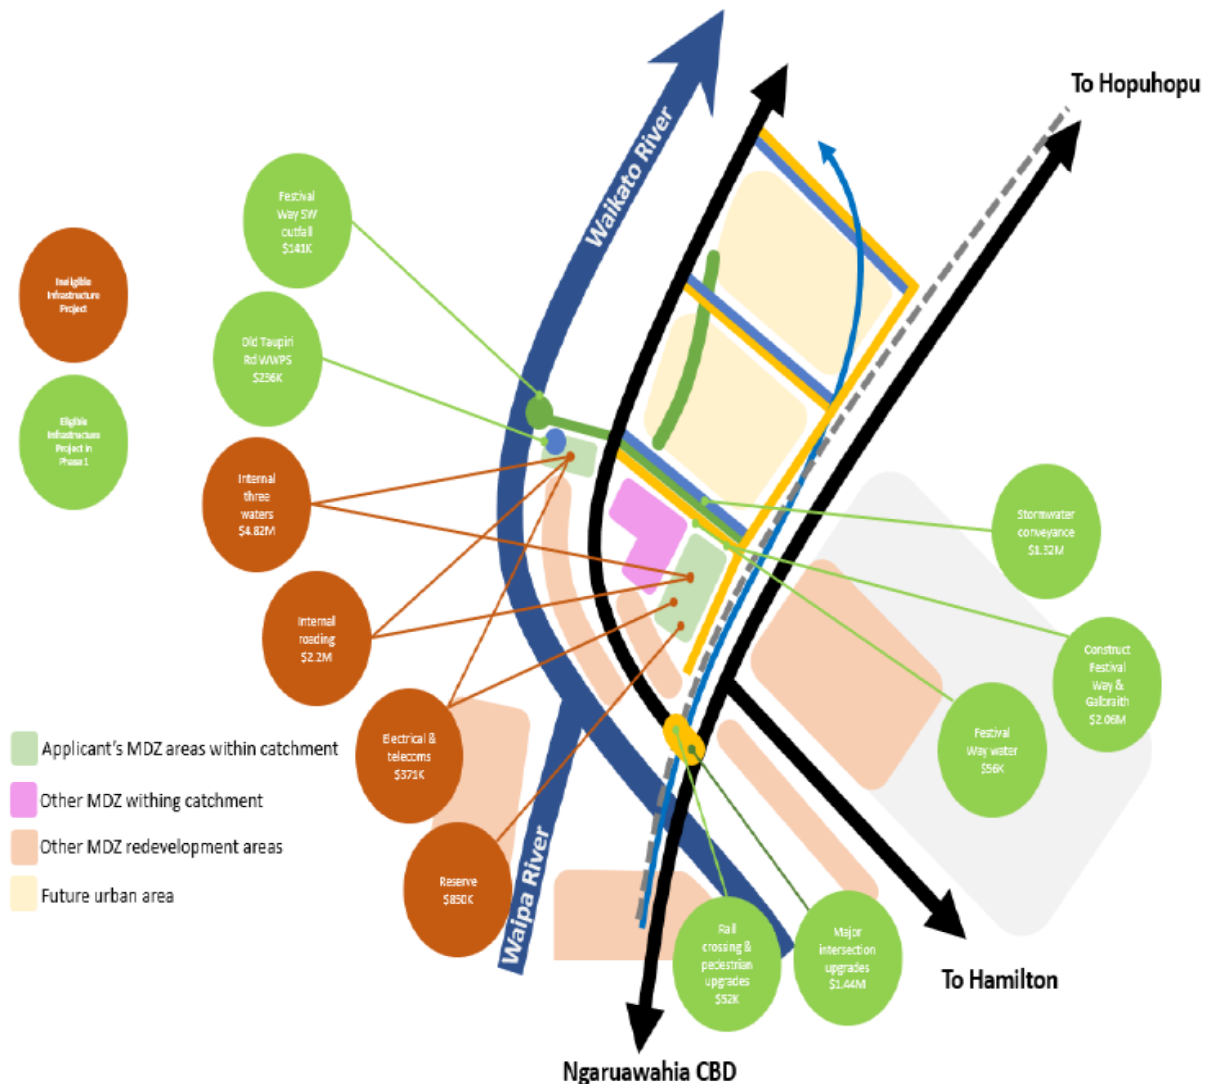 To Hopuhopu
Waikato River
Festival
Way SW
outfall
$141K
Ineligible
Infrastructure
Project
Old Taupiri
Rd WWPS
$236K
Eligible
Infrastructure
Project in
Phase 1
Internal
three
waters
$4.82M
Stormwater
conveyance
$1.32M
Internal
roading
$2.2M
Construct
Festival
Way &
Galbraith
$2.06M
Festival
Way water
$56K
Electrical &
telecoms
$371K
Applicant's MDZ areas within catchment
Other MDZ withing catchment
Other MDZ redevelopment areas
Future urban area
Reserve
$850K
Waipa River
Rail
crossing &
pedestrian
upgrades
$52K
Major
intersection
upgrades
$1.44M
To Hamilton
Ngaruawahia CBD